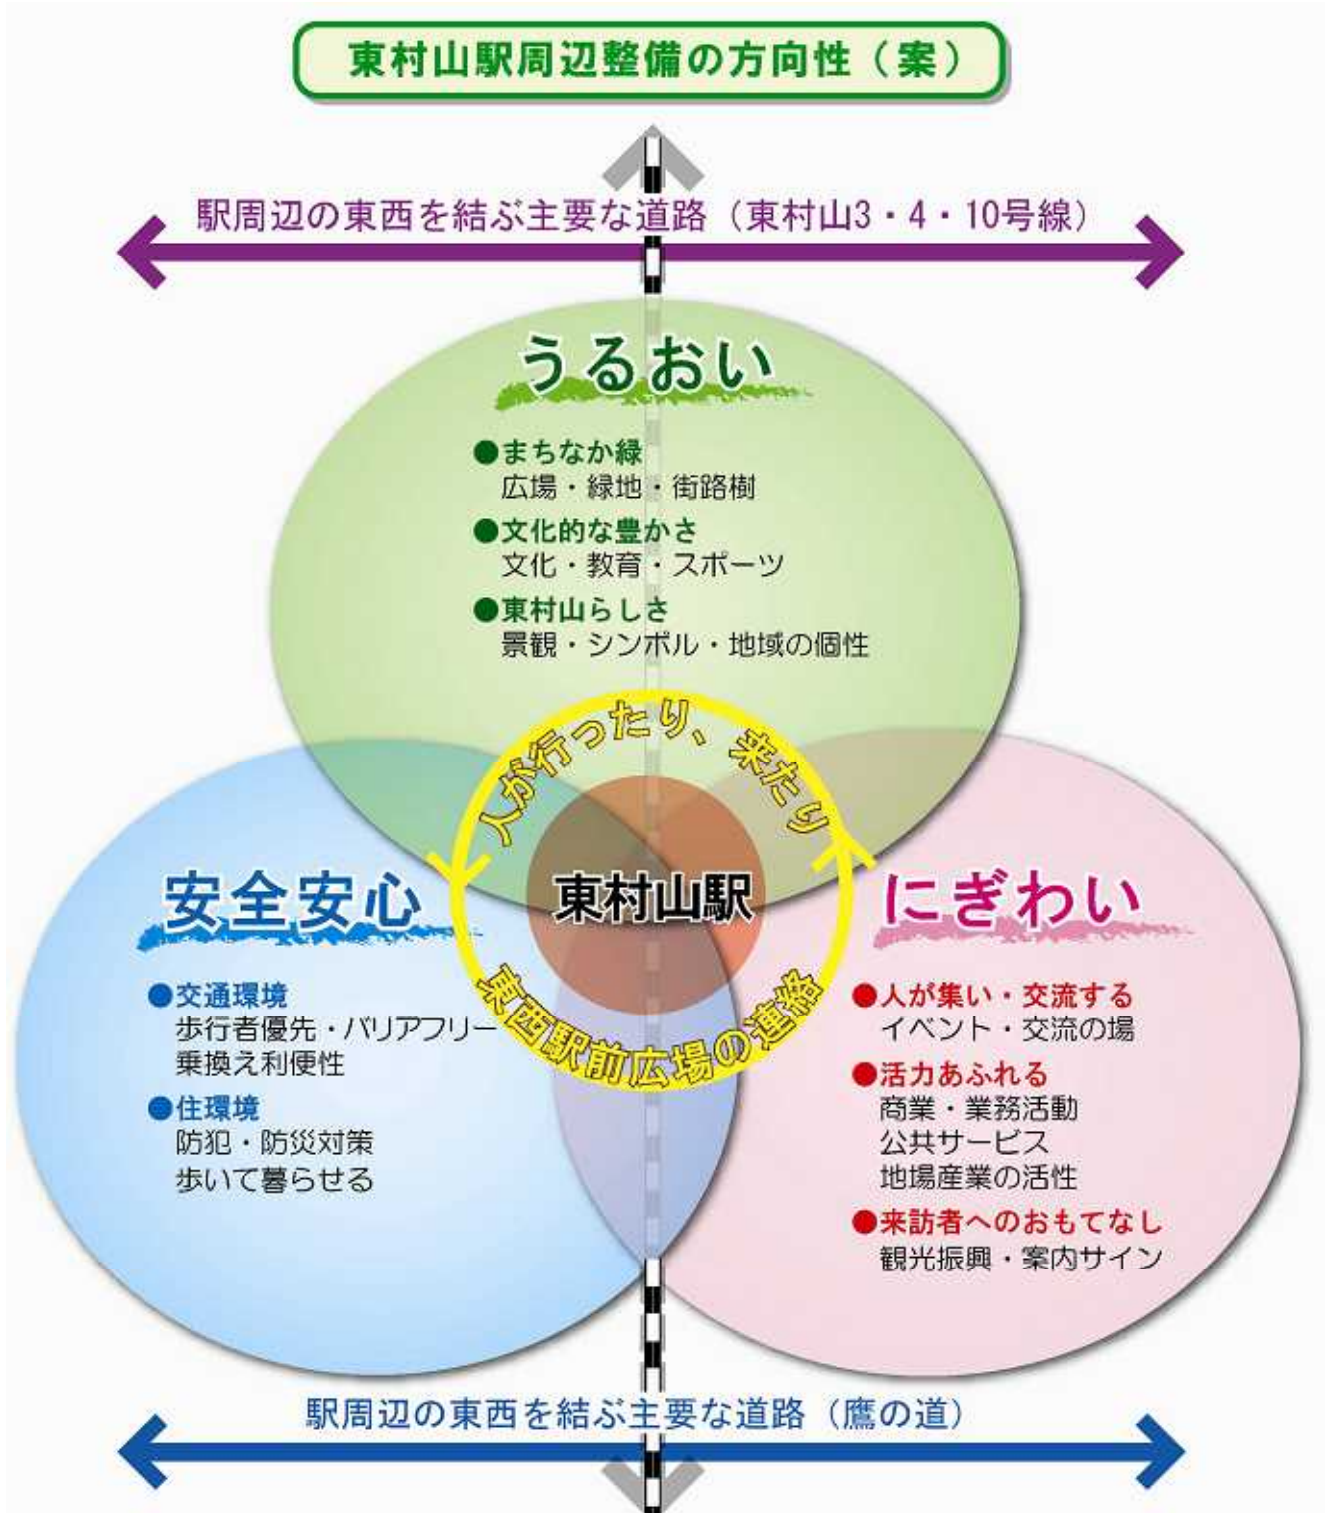 東村山駅周辺整備の方向性（案）
駅周辺の東西を結ぶ主要な道路（東村山3・4・10号線）
うるおい
●まちなか緑
広場・緑地・街路樹
●文化的な豊かさ
文化・教育・スポーツ
●東村山らしさ
景観・シンボル・地域の個性
人が行ったり、来たり
東村山駅
東西駅前広場の連絡
安全安心
●交通環境
歩行者優先・バリアフリー
乗換え利便性
●住環境
防犯・防災対策
歩いて暮らせる
にぎわい
●人が集い・交流する
イベント・交流の場
●活力あふれる
商業・業務活動
公共サービス
地場産業の活性
●来訪者へのおもてなし
観光振興・案内サイン
駅周辺の東西を結ぶ主要な道路（鷹の道）